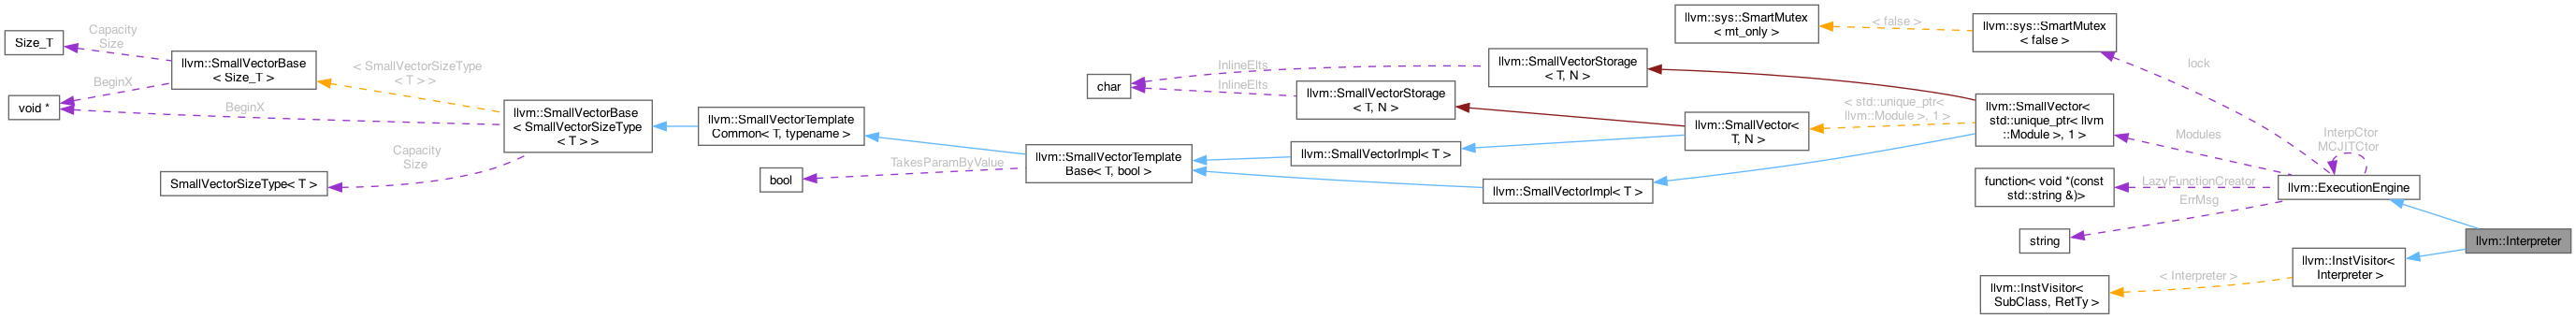 Size_T
Capacity
Size
BeginX
llvm::SmallVectorBase
< Size_T >
void *
< SmallVectorSizeType
< T > >
BeginX
Capacity
Size
SmallVectorSizeType< T >
llvm::SmallVectorBase
< SmallVectorSizeType
< T > >
llvm::SmallVectorTemplate
Common< T, typename >
bool
TakesParamByValue
llvm::SmallVectorTemplate
Base< T, bool >
char
InlineElts
InlineElts
llvm::SmallVectorStorage
< T, N >
llvm::SmallVectorStorage
< T, N >
llvm::SmallVectorImpl< T >
llvm::SmallVectorImpl< T >
llvm::sys::SmartMutex
< mt_only >
< false >
llvm::sys::SmartMutex
< false >
llvm::SmallVector<
T, N >
< std::unique_ptr<
llvm::Module >, 1 >
llvm::SmallVector<
std::unique_ptr< llvm
::Module >, 1 >
lock
Modules
InterpCtor
MCJITCtor
function< void *(const
std::string &)>
LazyFunctionCreator
ErrMsg
string
llvm::ExecutionEngine
llvm::Interpreter
llvm::InstVisitor<
Interpreter >
< Interpreter >
llvm::InstVisitor<
SubClass, RetTy >